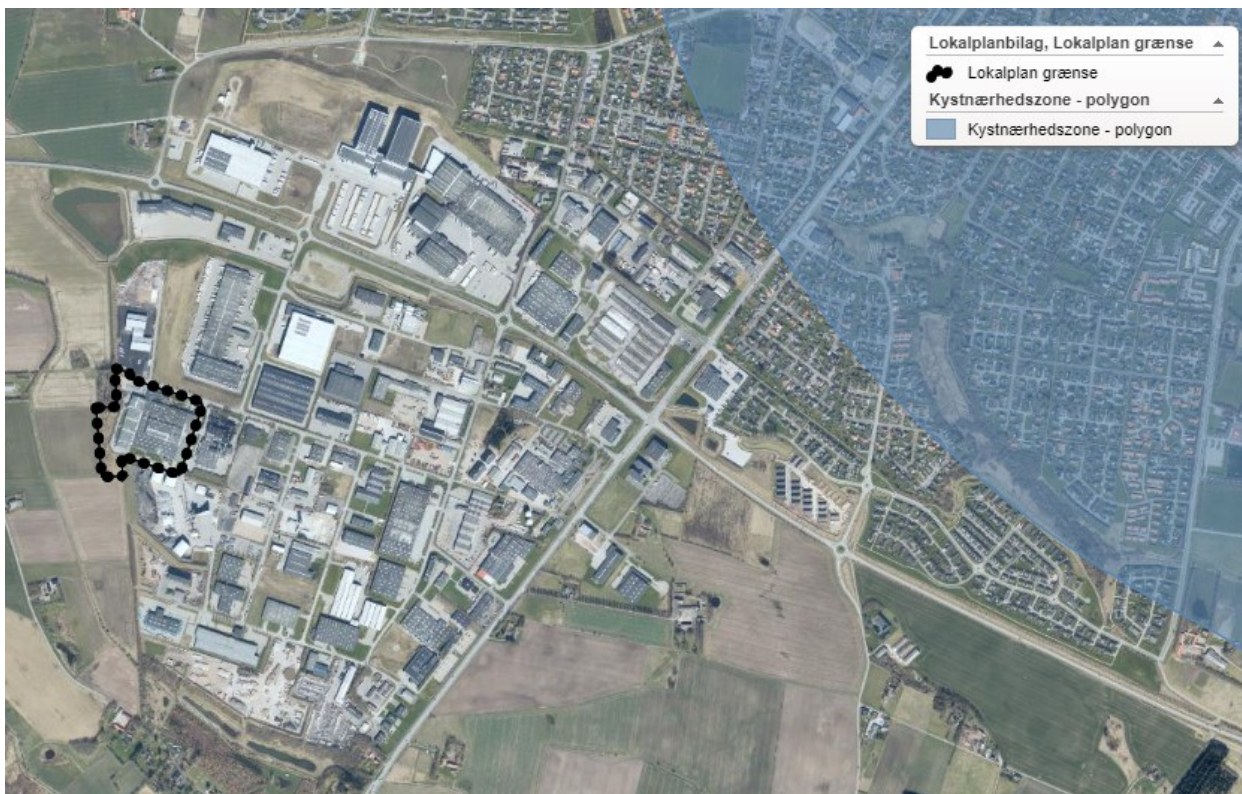 Lokalplanbilag, Lokalplan grænse
Lokalplan grænse
Kystnærhedszone - polygon
Kystnærhedszone - polygon